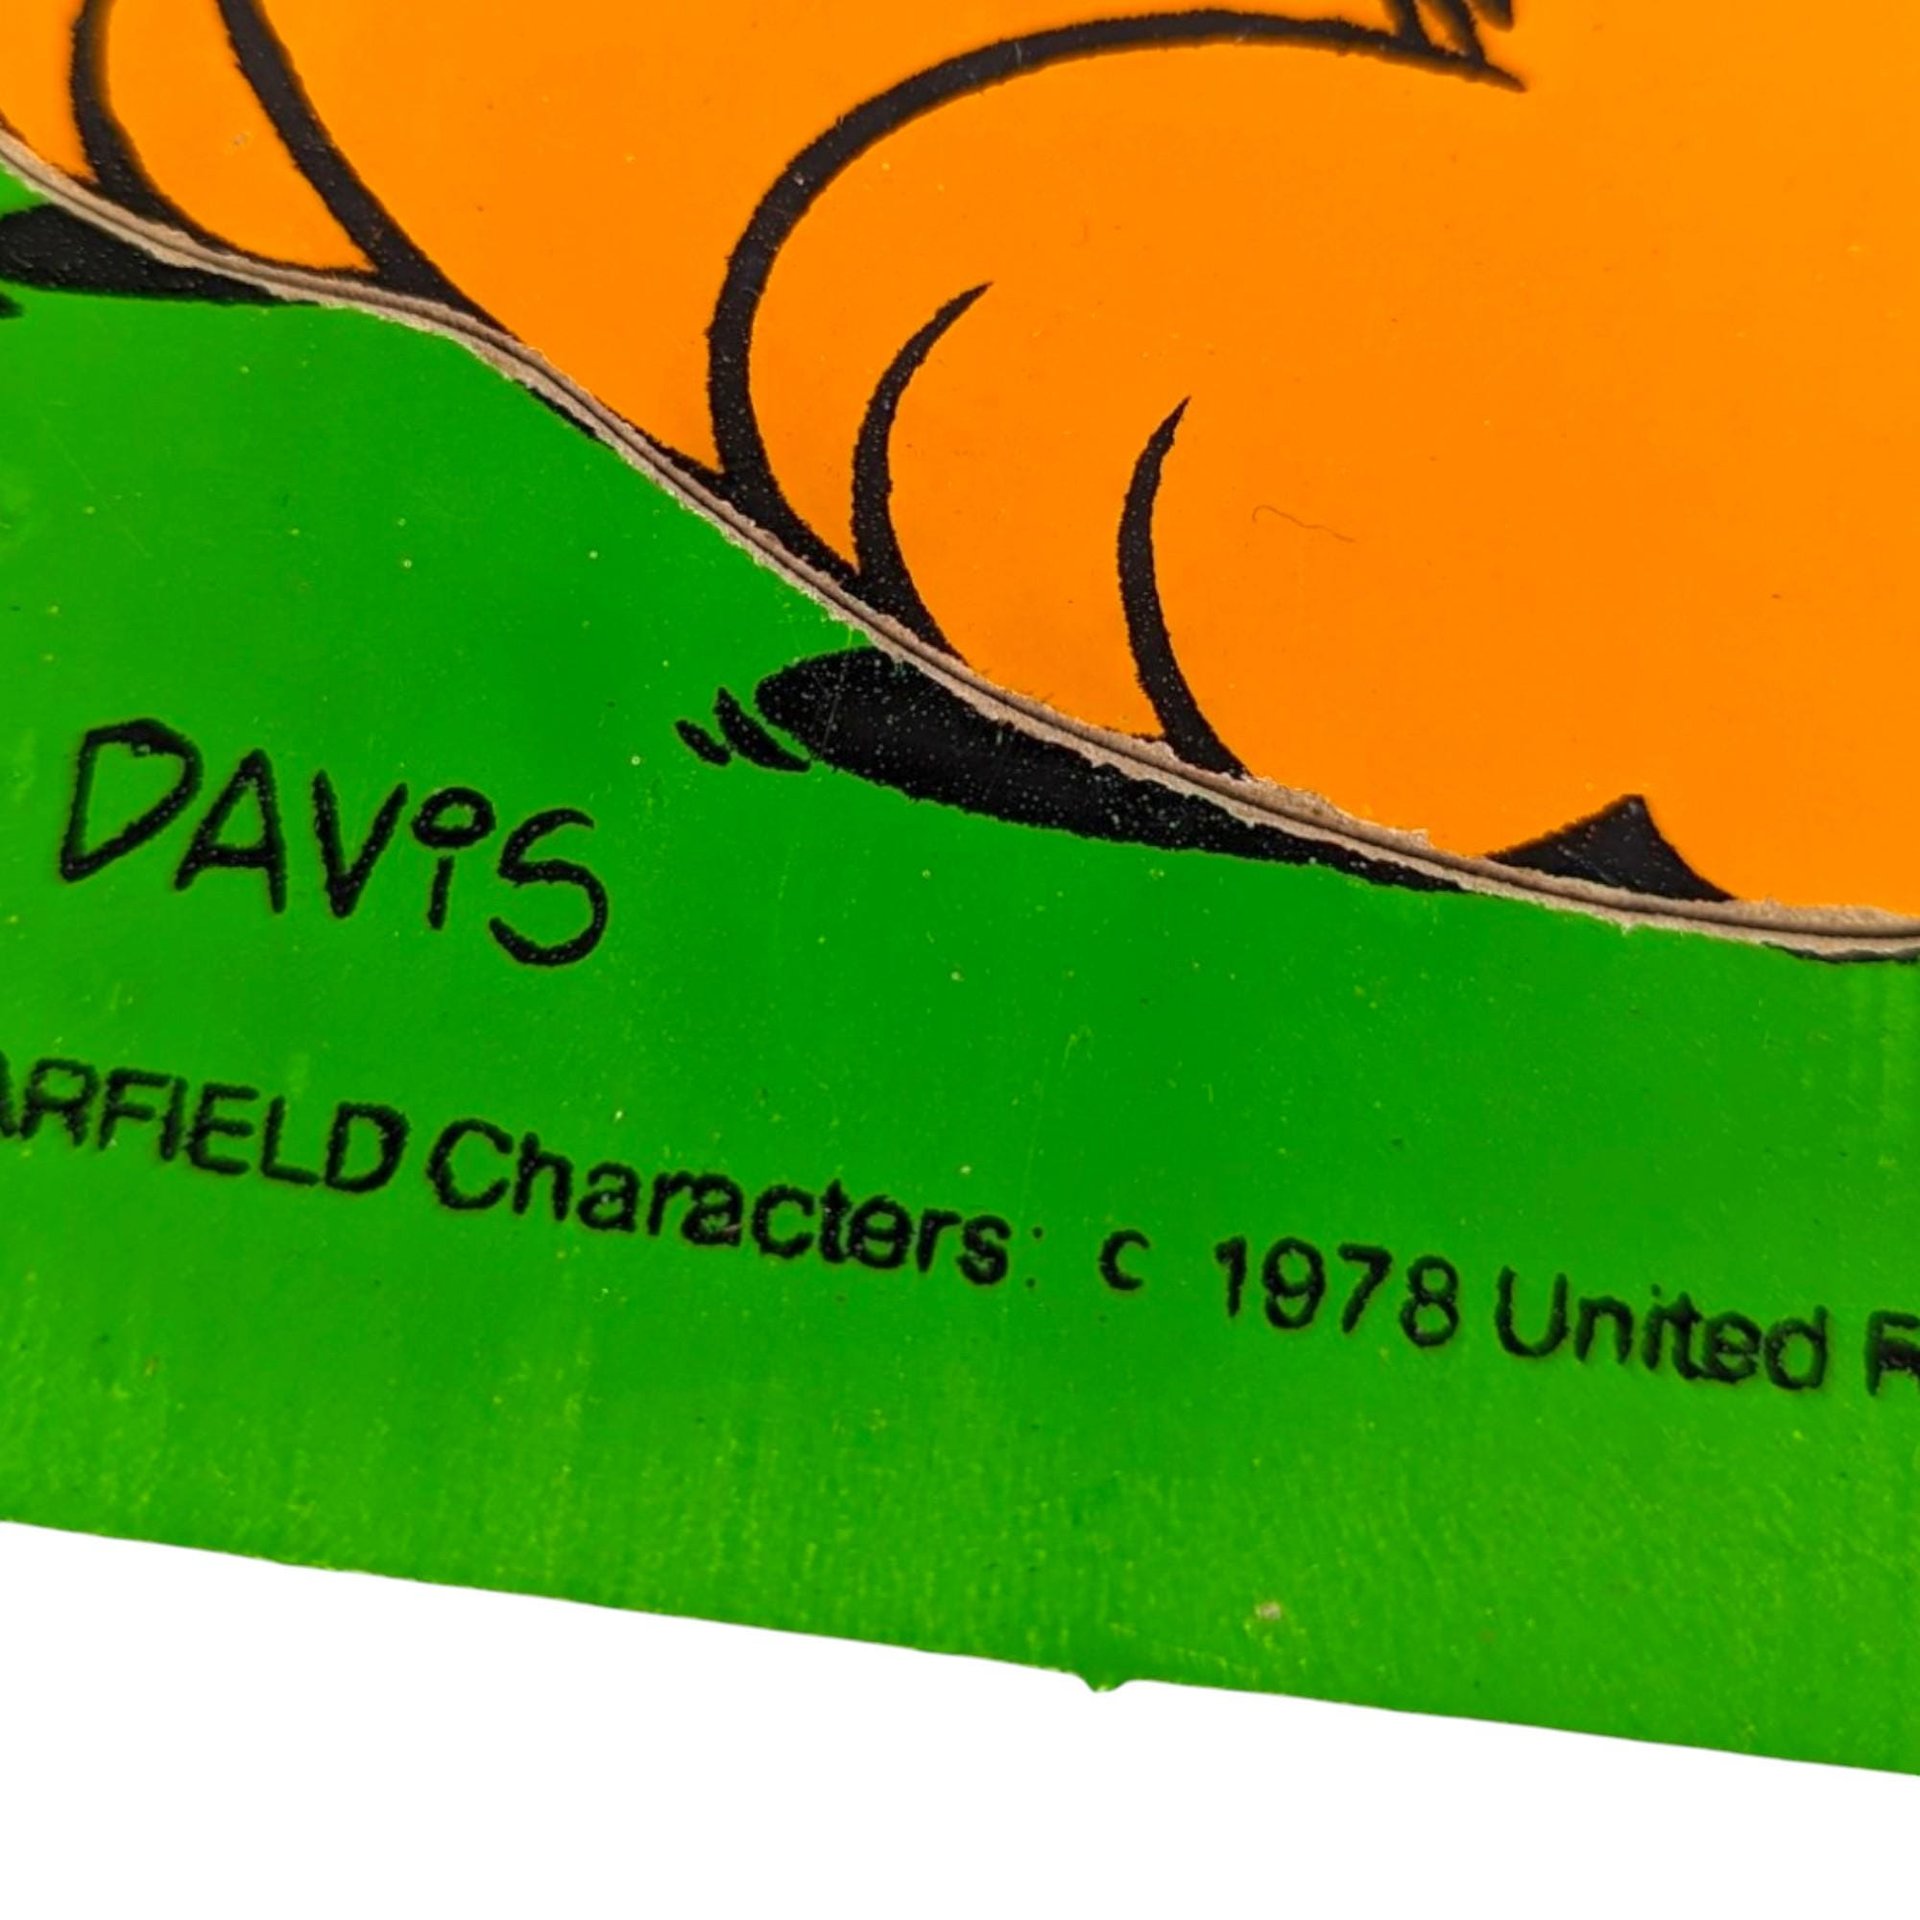 DAViS
ARFIELD Characters: c 1978 United